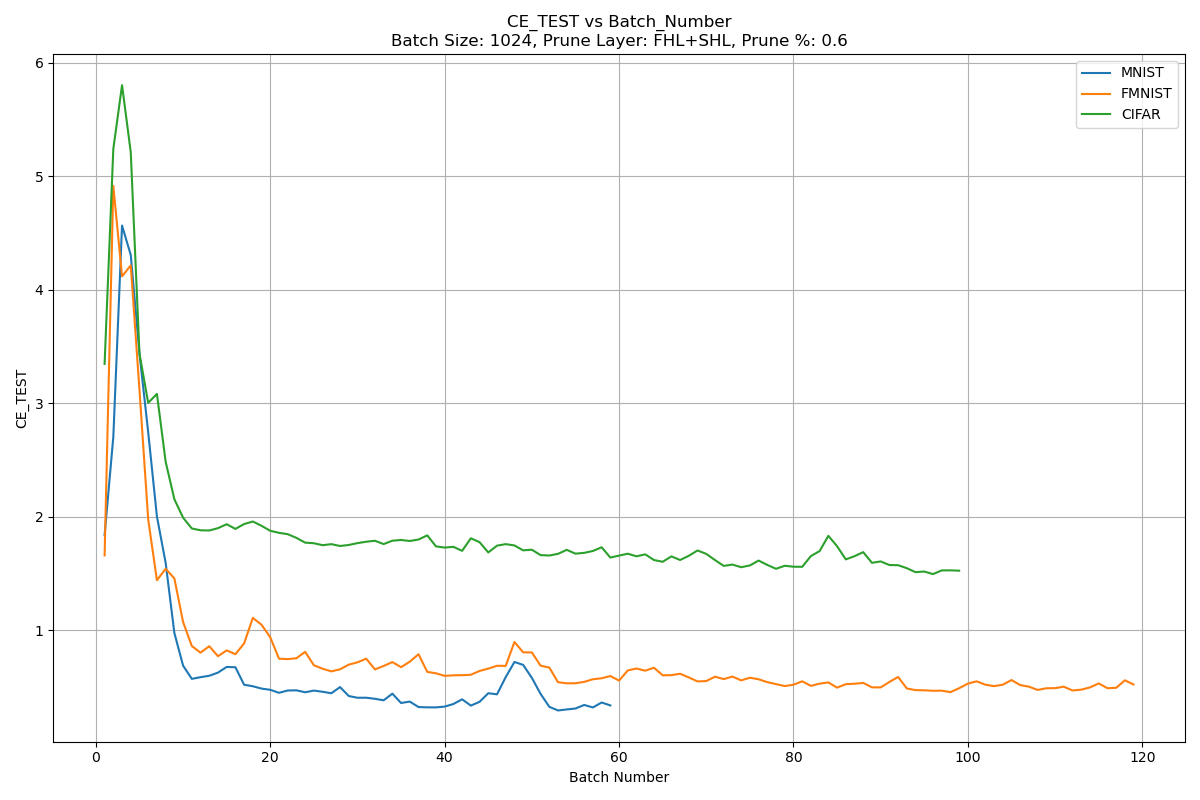 CE_TEST vs Batch_Number
Batch Size: 1024, Prune Layer: FHL+SHL, Prune %: 0.6
MNIST
FMNIST
CIFAR
6
5
4
3
2
1
CE_TEST
0 20 40 60 80 100 120
Batch Number